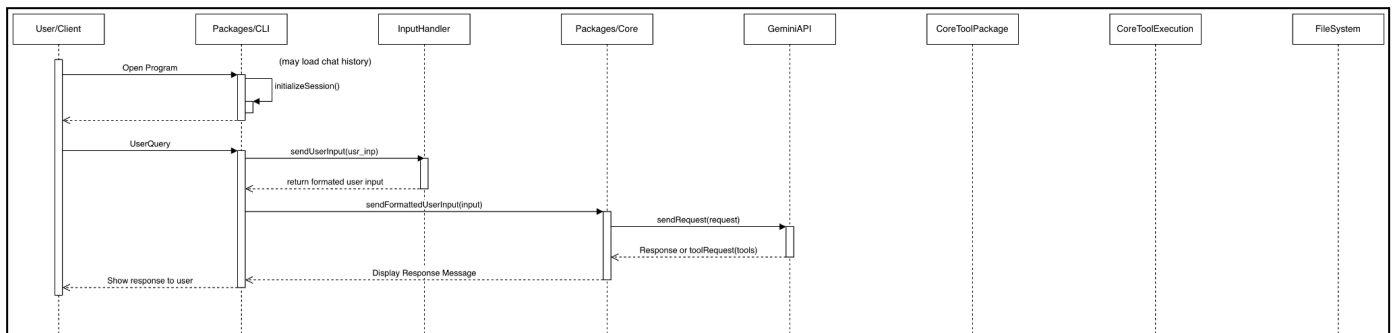 User/Client
Packages/CLI
InputHandler
Packages/Core
GeminiAPI
CoreToolPackage
CoreToolExecution
FileSystem
(may load chat history)
Open Program
initializeSession()
UserQuery
sendUserInput(usr_inp)
return formated user input
sendFormattedUserInput(input)
sendRequest(request)
Response or toolRequest(tools)
Display Response Message
Show response to user